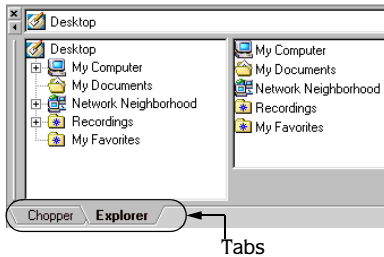 Desktop
Desktop
My Computer
My Documents
Network Neighborhood
Recordings
My Favorites
My Computer
My Documents
Network Neighborhood
Recordings
My Favorites
Chopper Explorer
Tabs